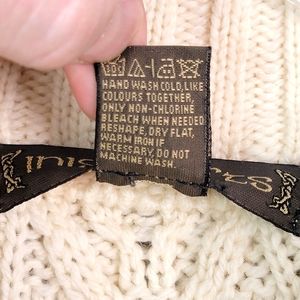 HAND WASH COLD, LIKE
COLOURS TOGETHER,
ONLY NON-CHLORINE
BLEACH WHEN NEEDED
RESHAPE, DRY FLAT,
WARM IRON IF
NECESSARY. DO NOT
MACHINE WASH.